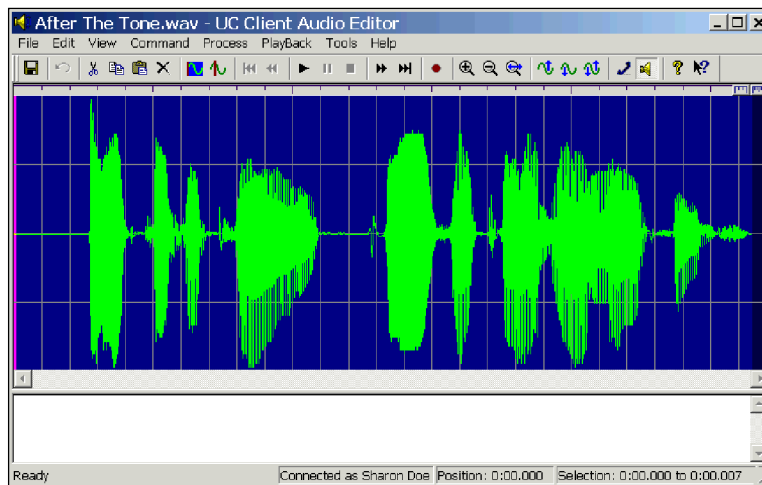 After The Tone.wav - UC Client Audio Editor
File Edit View Command Process PlayBack Tools Help
Ready Connected as Sharon Doe Position: 0:00.000 Selection: 0:00.000 to 0:00.007